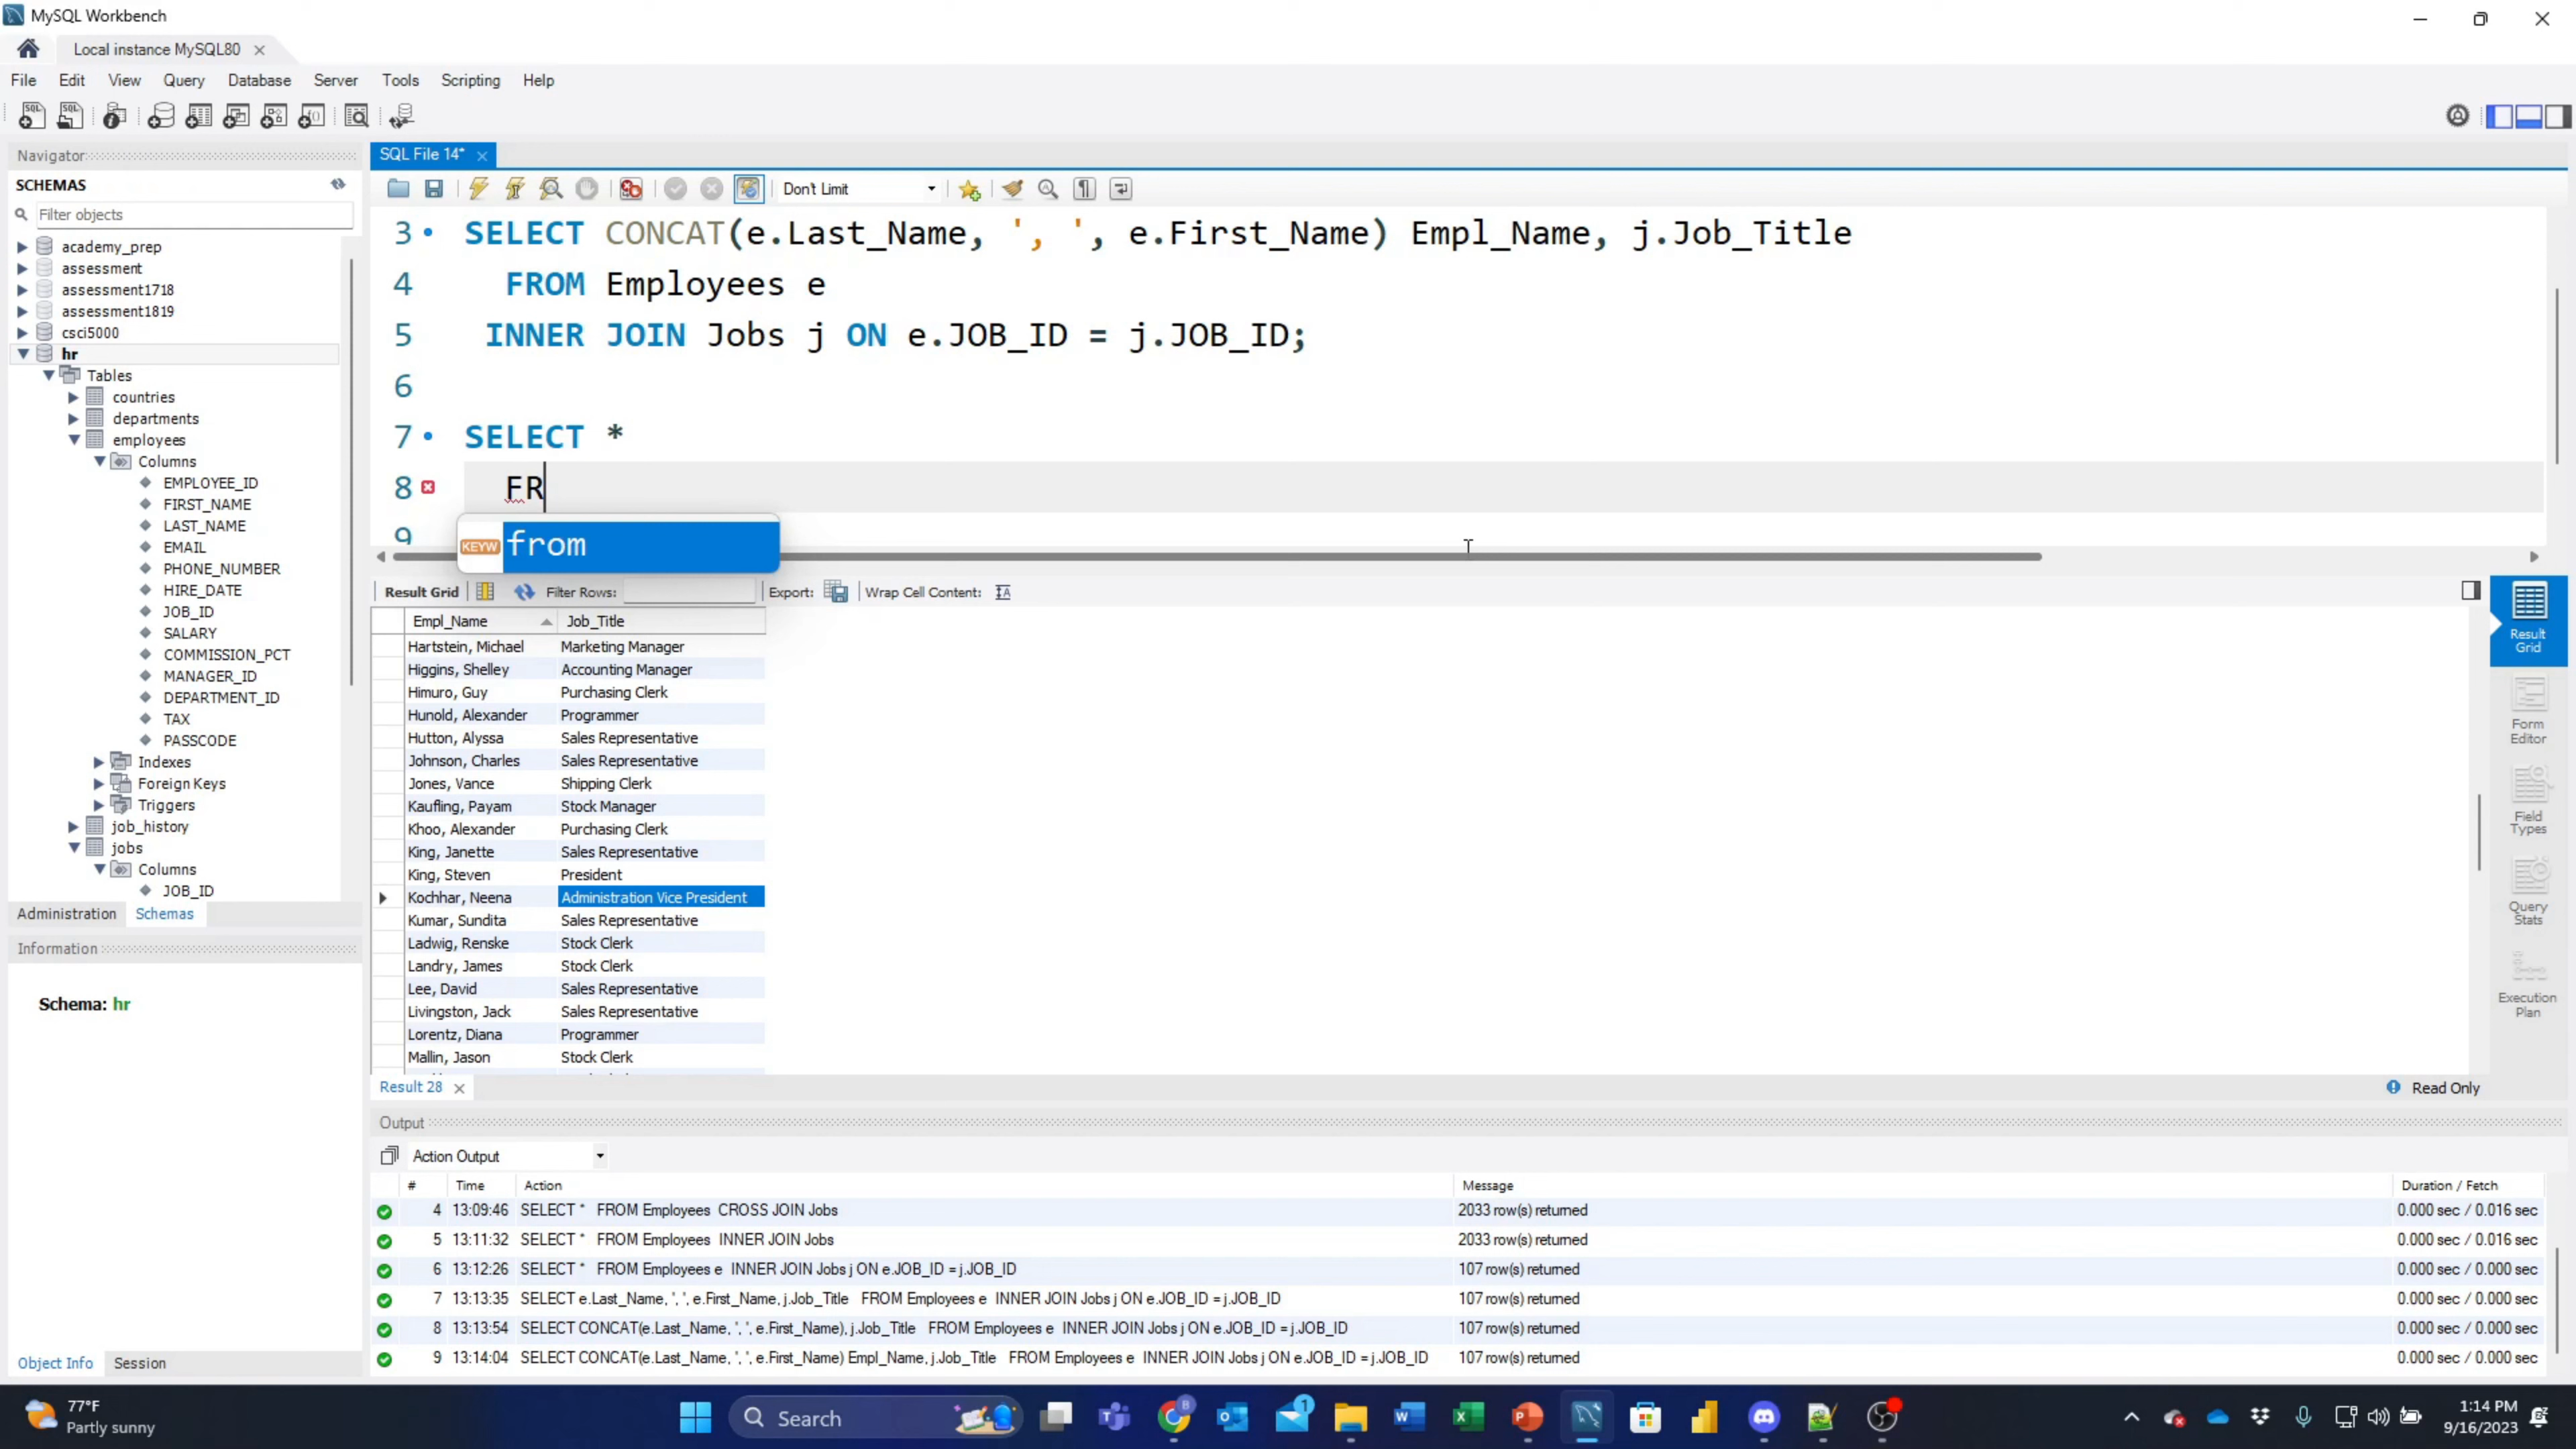 MySQL Workbench
Local instance MySQL80
File Edit View Query Database Server Tools Scripting Help
Navigator
SCHEMAS
Filter objects
academy_prep
assessment
assessment1718
assessment1819
csci5000
hr
Tables
countries
departments
employees
Columns
EMPLOYEE_ID
FIRST_NAME
LAST_NAME
EMAIL
PHONE_NUMBER
HIRE_DATE
JOB_ID
SALARY
COMMISSION_PCT
MANAGER_ID
DEPARTMENT_ID
TAX
PASSCODE
Indexes
Foreign Keys
Triggers
job_history
jobs
Columns
JOB_ID
Administration Schemas
Information
Schema: hr
Object Info Session
SQL File 14*
Don't Limit
3 SELECT CONCAT(e.Last_Name, ', ', e.First_Name) Empl_Name, j.Job_Title
4 FROM Employees e
5 INNER JOIN Jobs j ON e.JOB_ID = j.JOB_ID;
6
7 SELECT *
8 FR
9
KEYW from
Result Grid Filter Rows: Export: Wrap Cell Content:
Empl_Name Job_Title
Hartstein, Michael Marketing Manager
Higgins, Shelley Accounting Manager
Himuro, Guy Purchasing Clerk
Hunold, Alexander Programmer
Hutton, Alyssa Sales Representative
Johnson, Charles Sales Representative
Jones, Vance Shipping Clerk
Kaufling, Payam Stock Manager
Khoo, Alexander Purchasing Clerk
King, Janette Sales Representative
King, Steven President
Kochhar, Neena Administration Vice President
Kumar, Sundita Sales Representative
Ladwig, Renske Stock Clerk
Landry, James Stock Clerk
Lee, David Sales Representative
Livingston, Jack Sales Representative
Lorentz, Diana Programmer
Mallin, Jason Stock Clerk
Result Grid
Form Editor
Field Types
Query Stats
Execution Plan
Result 28 Read Only
Output
Action Output
# Time Action Message Duration / Fetch
4 13:09:46 SELECT * FROM Employees CROSS JOIN Jobs 2033 row(s) returned 0.000 sec / 0.016 sec
5 13:11:32 SELECT * FROM Employees INNER JOIN Jobs 2033 row(s) returned 0.000 sec / 0.016 sec
6 13:12:26 SELECT * FROM Employees e INNER JOIN Jobs j ON e.JOB_ID = j.JOB_ID 107 row(s) returned 0.000 sec / 0.000 sec
7 13:13:35 SELECT e.Last_Name, ', ', e.First_Name, j.Job_Title FROM Employees e INNER JOIN Jobs j ON e.JOB_ID = j.JOB_ID 107 row(s) returned 0.000 sec / 0.000 sec
8 13:13:54 SELECT CONCAT(e.Last_Name, ', ', e.First_Name), j.Job_Title FROM Employees e INNER JOIN Jobs j ON e.JOB_ID = j.JOB_ID 107 row(s) returned 0.000 sec / 0.000 sec
9 13:14:04 SELECT CONCAT(e.Last_Name, ', ', e.First_Name) Empl_Name, j.Job_Title FROM Employees e INNER JOIN Jobs j ON e.JOB_ID = j.JOB_ID 107 row(s) returned 0.000 sec / 0.000 sec
77°F
Partly sunny
Search
1:14 PM
9/16/2023